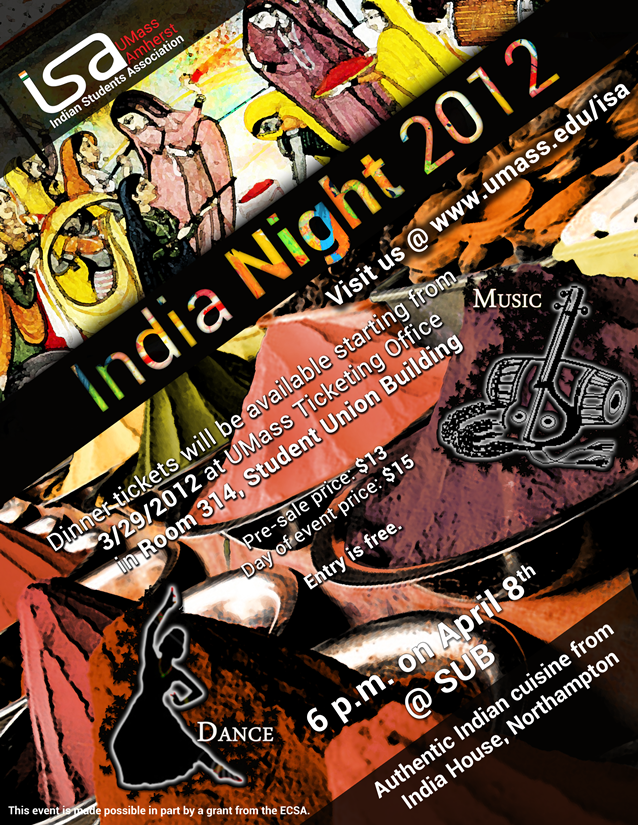 isa
UMass
Amherst
Indian Students Association
India Night 2012
Visit us @ www.umass.edu/isa
MUSIC
Dinner tickets will be available starting from
3/29/2012 at UMass Ticketing Office
in Room 314, Student Union Building
Pre-sale price: $13
Day of event price: $15
Entry is free.
6 p.m. on April 8th
@ SUB
DANCE
Authentic Indian cuisine from
India House, Northampton
This event is made possible in part by a grant from the ECSA.